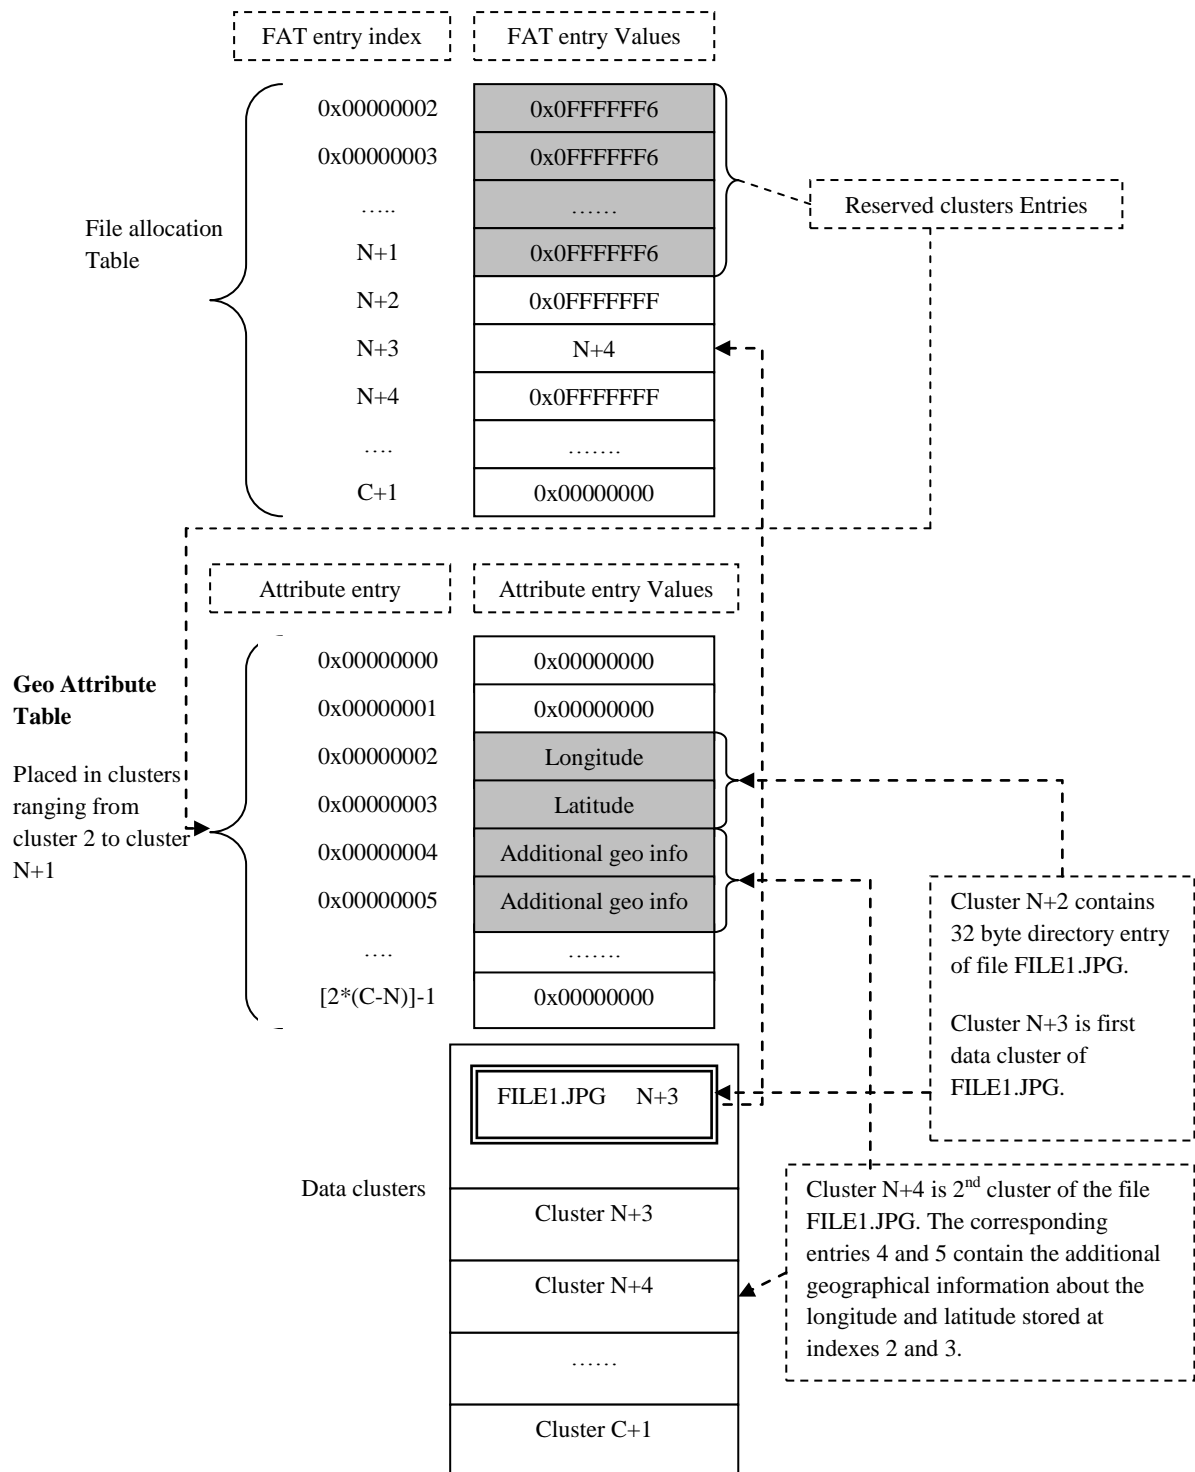 FAT entry index
FAT entry Values
0x00000002
0x0FFFFFF6
0x00000003
0x0FFFFFF6
…..
……
N+1
0x0FFFFFF6
N+2
0x0FFFFFFF
N+3
N+4
N+4
0x0FFFFFFF
….
…….
C+1
0x00000000
File allocation
Table
Reserved clusters Entries
Attribute entry
Attribute entry Values
0x00000000
0x00000000
0x00000001
0x00000000
0x00000002
Longitude
0x00000003
Latitude
0x00000004
Additional geo info
0x00000005
Additional geo info
….
…….
[2*(C-N)]-1
0x00000000
Geo Attribute
Table
Placed in clusters
ranging from
cluster 2 to cluster
N+1
Cluster N+2 contains
32 byte directory entry
of file FILE1.JPG.
Cluster N+3 is first
data cluster of
FILE1.JPG.
FILE1.JPG N+3
Data clusters
Cluster N+3
Cluster N+4
……
Cluster C+1
Cluster N+4 is 2nd cluster of the file
FILE1.JPG. The corresponding
entries 4 and 5 contain the additional
geographical information about the
longitude and latitude stored at
indexes 2 and 3.